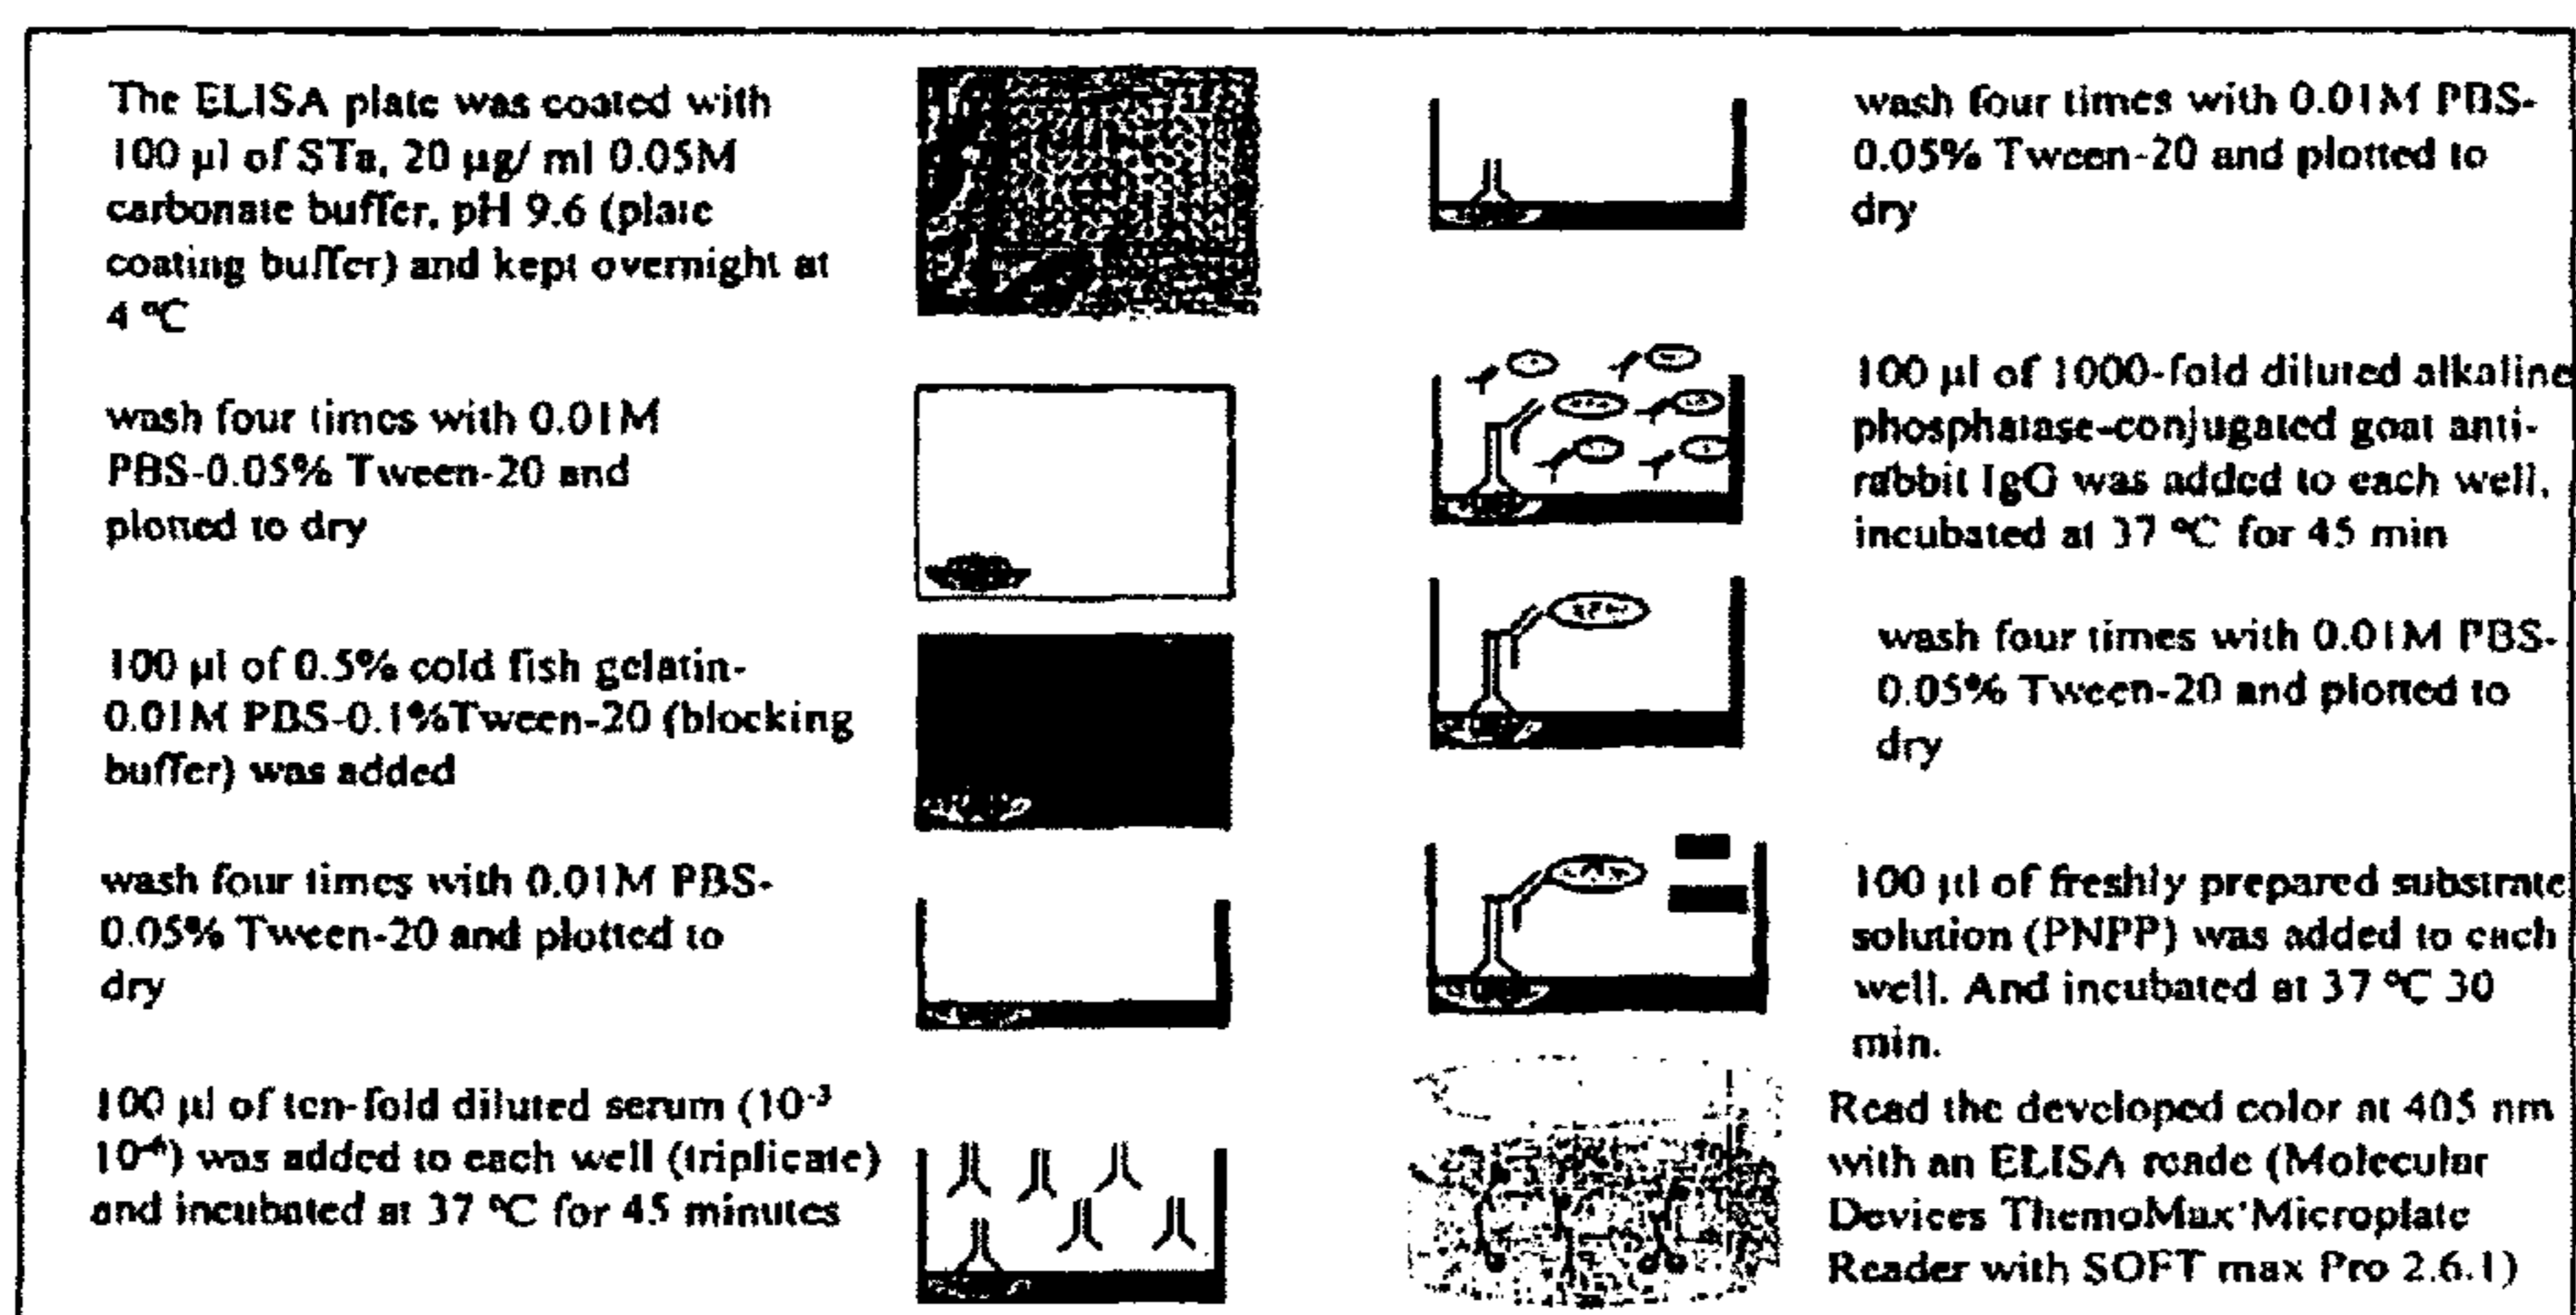 The ELISA plate was coated with
100 µl of STa, 20 µg/ ml 0.05M
carbonate buffer, pH 9.6 (plate
coating buffer) and kept overnight at
4 ºC
wash four times with 0.01M
PBS-0.05% Tween-20 and
plotted to dry
100 µl of 0.5% cold fish gelatin-
0.01M PBS-0.1%Tween-20 (blocking
buffer) was added
wash four times with 0.01M PBS-
0.05% Tween-20 and plotted to
dry
100 µl of ten-fold diluted serum (10⁻³
) was added to each well (triplicate)
and incubated at 37 ºC for 45 minutes
wash four times with 0.01M PBS-
0.05% Tween-20 and plotted to
dry
100 µl of 1000-fold diluted alkaline
phosphatase-conjugated goat anti-
rabbit IgG was added to each well,
incubated at 37 ºC for 45 min
wash four times with 0.01M PBS-
0.05% Tween-20 and plotted to
dry
100 µl of freshly prepared substrate
solution (PNPP) was added to each
well. And incubated at 37 ºC 30
min.
Read the developed color at 405 nm
with an ELISA reade (Molecular
Devices ThemoMax Microplate
Reader with SOFT max Pro 2.6.1)